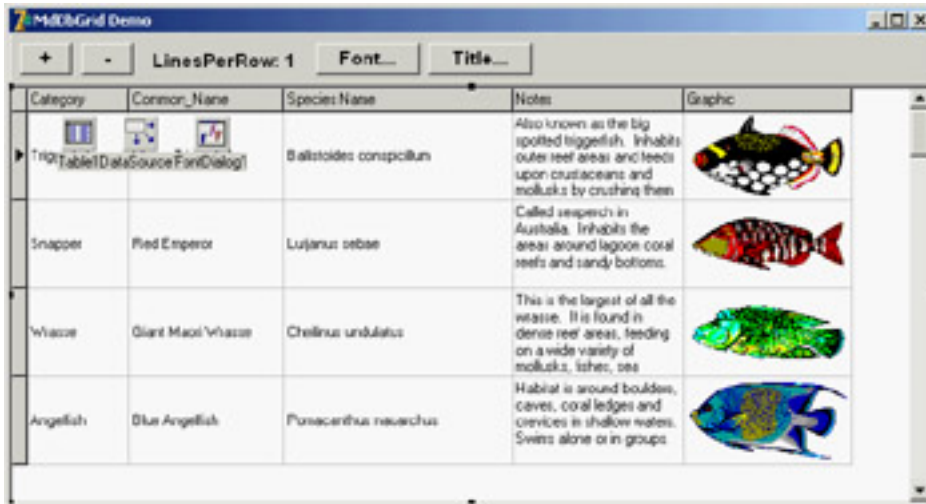 MdDbGrid Demo
+ - LinesPerRow: 1 Font... Title...
Category Common_Name Species Name Notes Graphic
Table1 DataSource FontDialog1
Ballistoides conspicillum
Also known as the big
spotted triggerfish. Inhabits
outer reef areas and feeds
upon crustaceans and
mollusks by crushing them
Snapper Red Emperor Lutjanus sebae
Called seaperch in
Australia. Inhabits the
areas around lagoon coral
reefs and sandy bottoms.
Wrasse Giant Maori Wrasse Cheilinus undulatus
This is the largest of all the
wrasse. It is found in
dense reef areas, feeding
on a wide variety of
mollusks, fishes, sea
Angelfish Blue Angelfish Pomacanthus nauarchus
Habitat is around boulders,
caves, coral ledges and
crevices in shallow waters.
Swims alone or in groups.